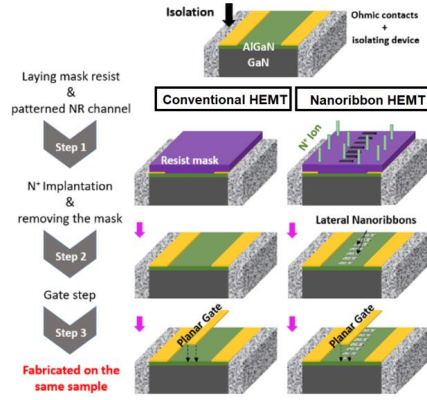 Isolation
Ohmic contacts
+
isolating device
AlGaN
GaN
Laying mask resist
&
patterned NR channel
Conventional HEMT
Nanoribbon HEMT
Step 1
Resist mask
N⁺ Ion
N⁺ Implantation
&
removing the mask
Lateral Nanoribbons
Step 2
Gate step
Planar Gate
Planar Gate
Step 3
Fabricated on the
same sample